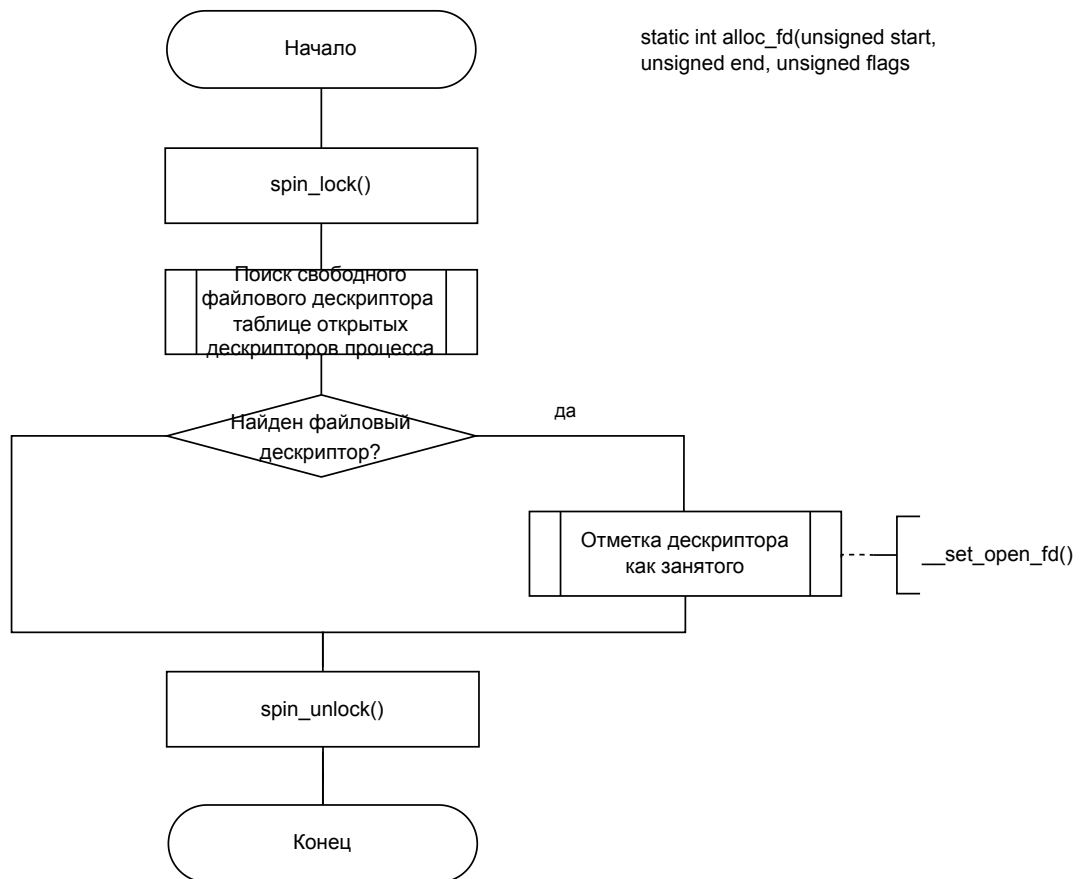 Начало
static int alloc_fd(unsigned start,
unsigned end, unsigned flags
spin_lock()
Поиск свободного
файлового дескриптора
таблице открытых
дескрипторов процесса
Найден файловый
дескриптор?
да
Отметка дескриптора
как занятого
__set_open_fd()
spin_unlock()
Конец